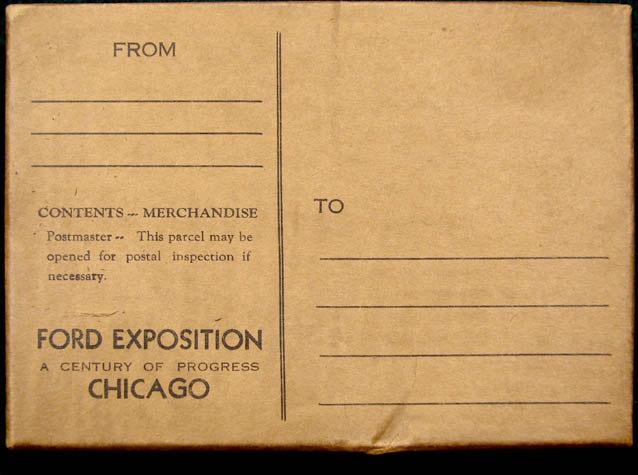 FROM
CONTENTS -- MERCHANDISE
Postmaster -- This parcel may be
opened for postal inspection if
necessary.
FORD EXPOSITION
A CENTURY OF PROGRESS
CHICAGO
TO